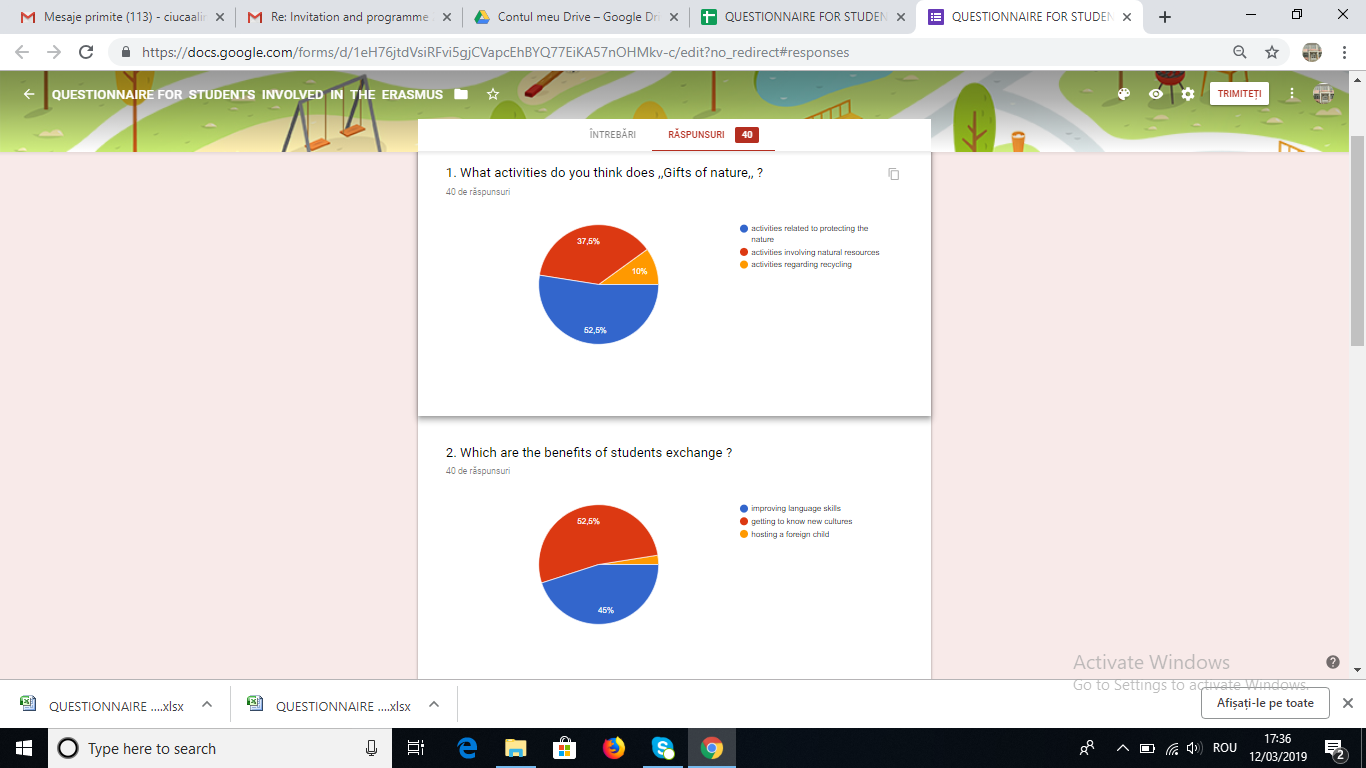 Mesaje primite (113) - ciucaalin
Re: Invitation and programme
Contul meu Drive – Google Dri
QUESTIONNAIRE FOR STUDEN
QUESTIONNAIRE FOR STUDEN
https://docs.google.com/forms/d/1eH76jtdVsiRFvi5gjCVapcEhBYQ77EiKA57nOHMkv-c/edit?no_redirect#responses
QUESTIONNAIRE FOR STUDENTS INVOLVED IN THE ERASMUS
TRIMITEȚI
ÎNTREBĂRI
RĂSPUNSURI 40
1. What activities do you think does ,,Gifts of nature,, ?
40 de răspunsuri
37,5%
10%
52,5%
activities related to protecting the
nature
activities involving natural resources
activities regarding recycling
2. Which are the benefits of students exchange ?
40 de răspunsuri
52,5%
45%
improving language skills
getting to know new cultures
hosting a foreign child
Activate Windows
Go to Settings to activate Windows.
QUESTIONNAIRE ....xlsx
QUESTIONNAIRE ....xlsx
Afișați-le pe toate
Type here to search
ROU
17:36
12/03/2019
2